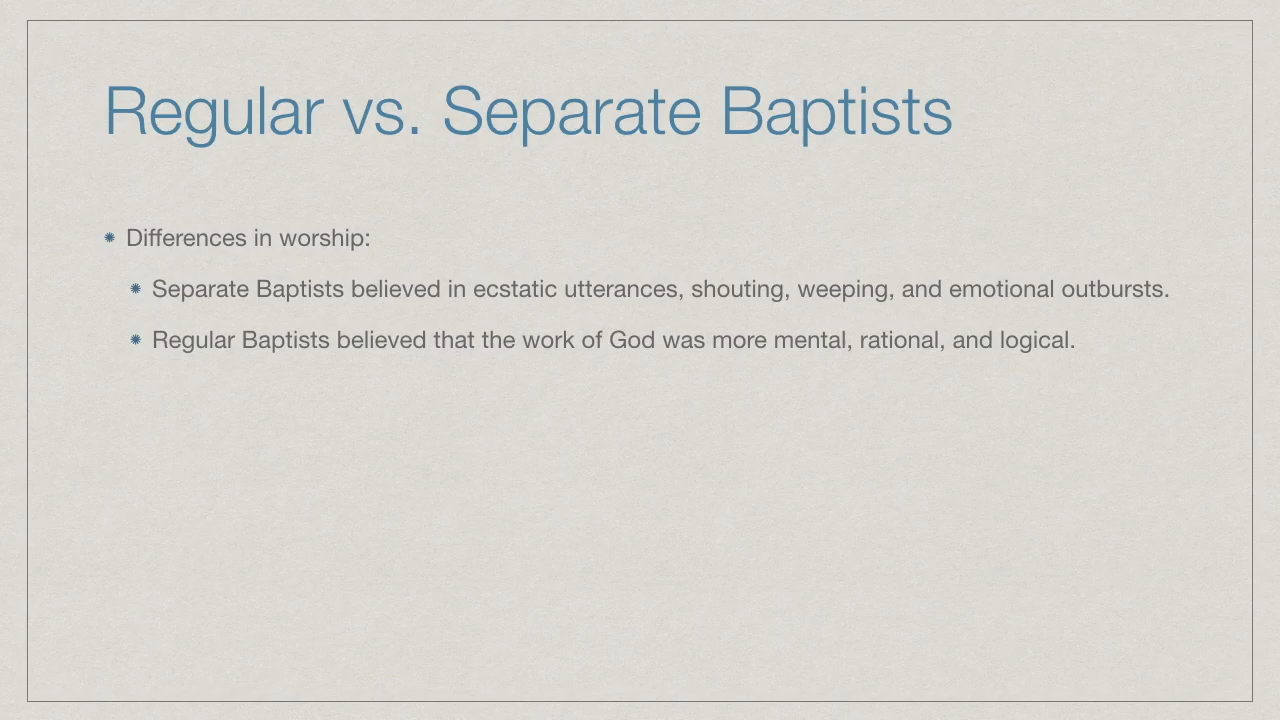 Regular vs. Separate Baptists
Differences in worship:
Separate Baptists believed in ecstatic utterances, shouting, weeping, and emotional outbursts.
Regular Baptists believed that the work of God was more mental, rational, and logical.